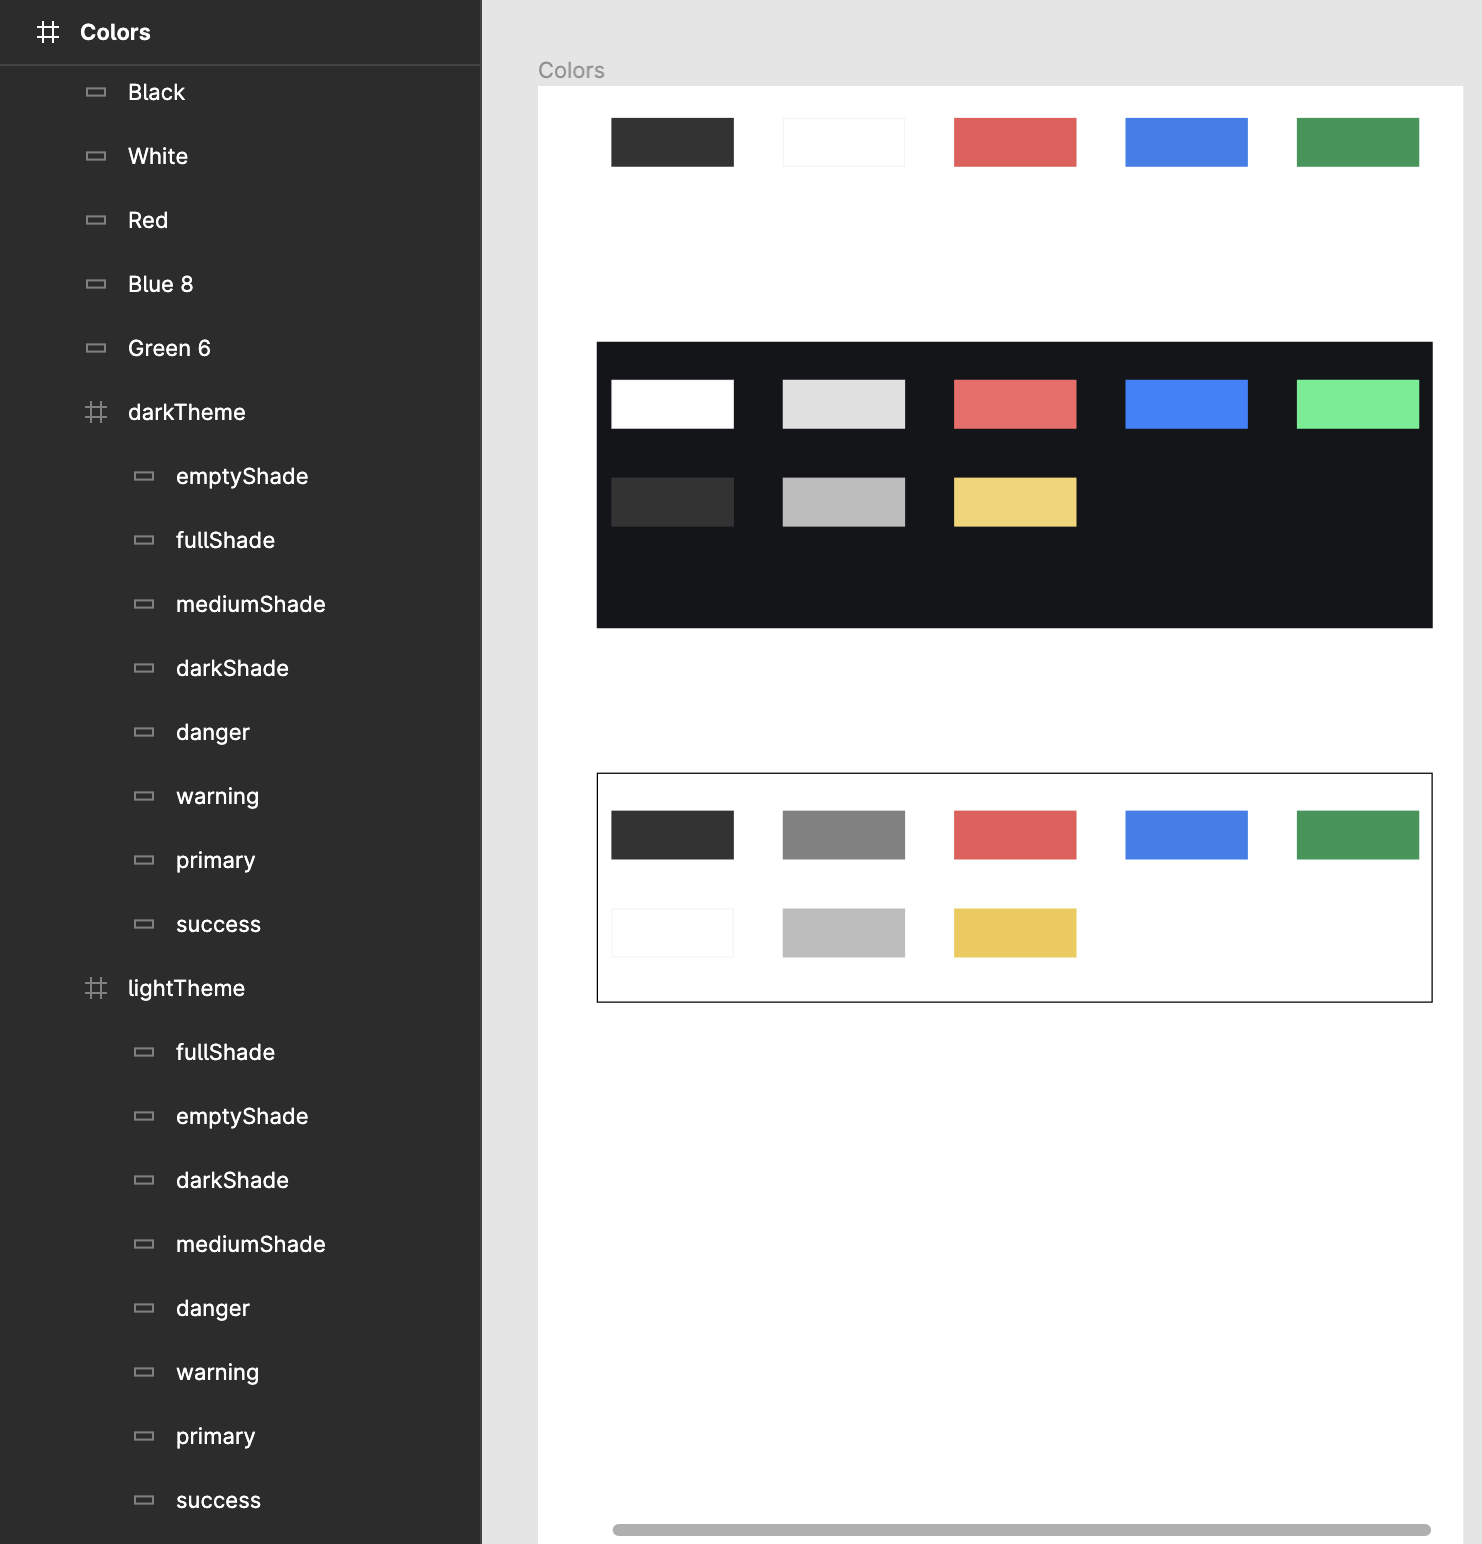 Colors
Black
White
Red
Blue 8
Green 6
darkTheme
emptyShade
fullShade
mediumShade
darkShade
danger
warning
primary
success
lightTheme
fullShade
emptyShade
darkShade
mediumShade
danger
warning
primary
success
Colors